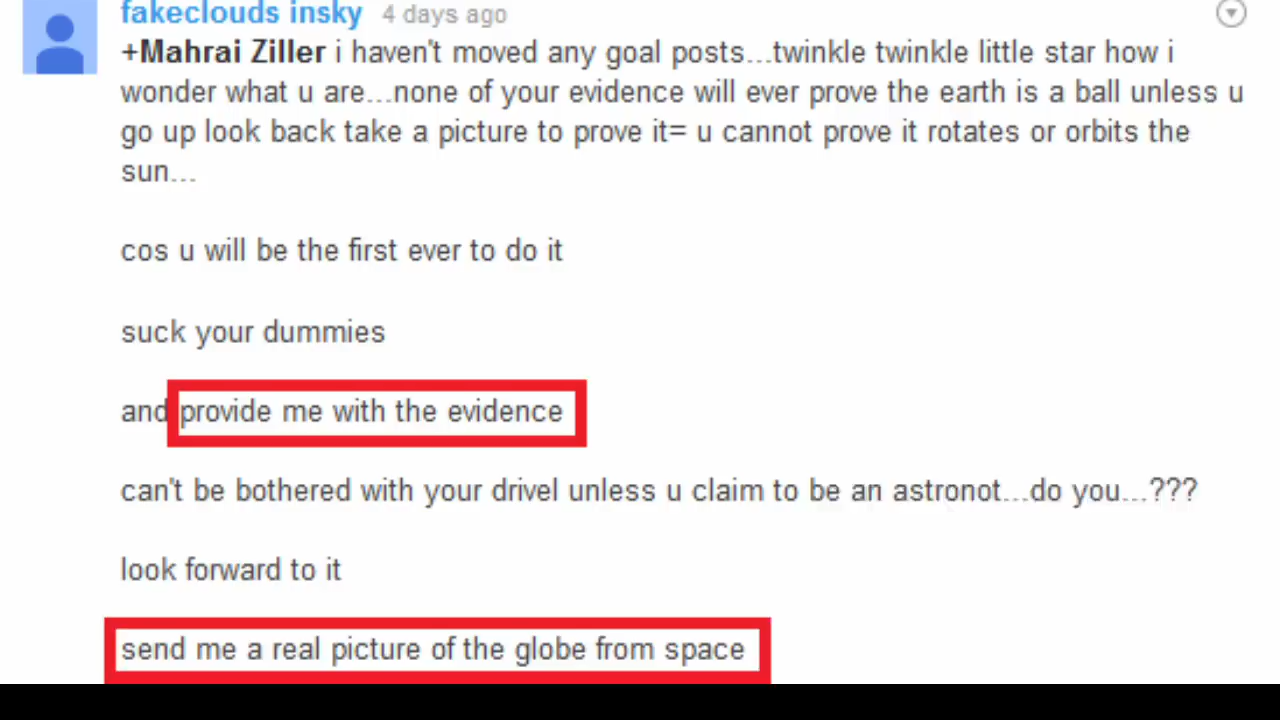 fakeclouds insky 4 days ago
+Mahrai Ziller i haven't moved any goal posts...twinkle twinkle little star how i
wonder what u are...none of your evidence will ever prove the earth is a ball unless u
go up look back take a picture to prove it= u cannot prove it rotates or orbits the
sun...
cos u will be the first ever to do it
suck your dummies
and provide me with the evidence
can't be bothered with your drivel unless u claim to be an astronot...do you...???
look forward to it
send me a real picture of the globe from space